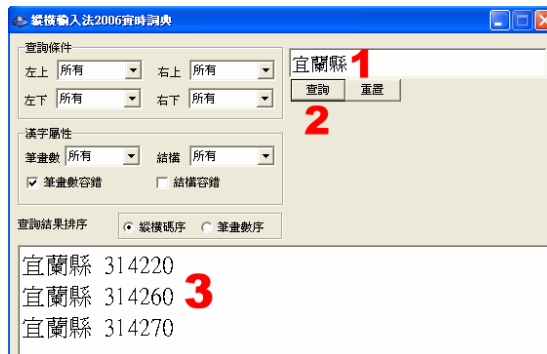 縱橫輸入法2006實時詞典
查詢條件
左上 所有 右上 所有
左下 所有 右下 所有
宜蘭縣 1
查詢 重置
2
漢字屬性
筆畫數 所有 結構 所有
筆畫數容錯 結構容錯
查詢結果排序 縱橫碼序 筆畫數序
宜蘭縣 314220
宜蘭縣 314260 3
宜蘭縣 314270